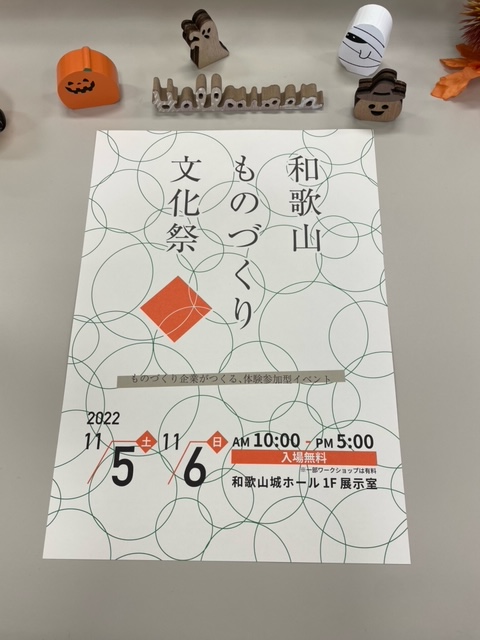 Halloween
和歌山
ものづくり
文化祭
ものづくり企業がつくる、体験参加型イベント
2022
11/5 土 11/6 日
AM 10:00 - PM 5:00
入場無料
※一部ワークショップは有料
和歌山城ホール 1F 展示室